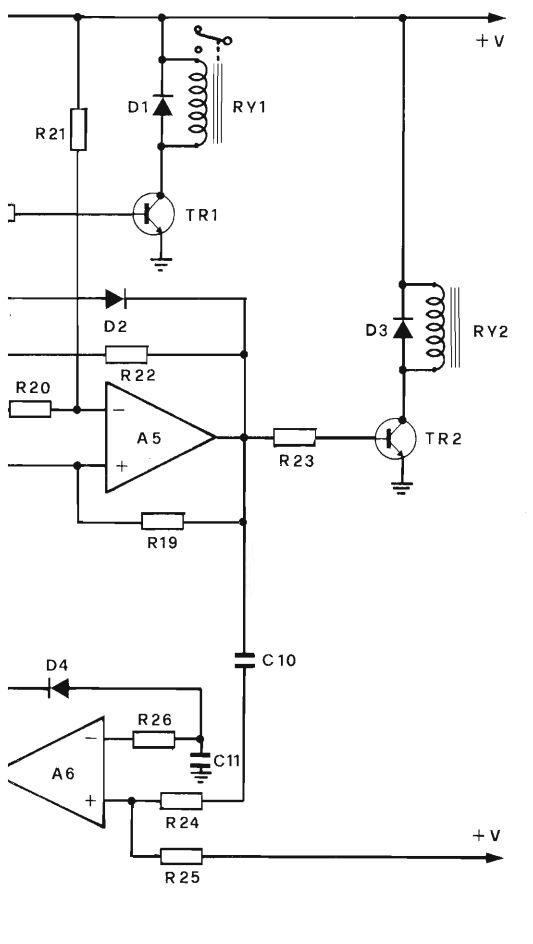 +V
D1
RY1
R21
TR1
D2
R22
D3
RY2
R20
−
A5
+
R23
TR2
R19
C10
D4
R26
−
C11
A6
+
R24
+V
R25